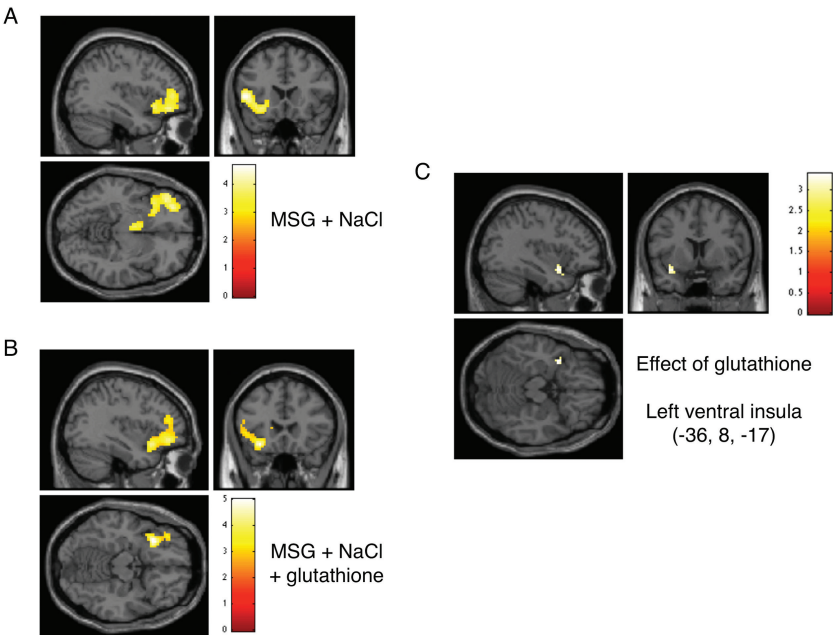 A
4
3
2
1
0
MSG + NaCl
B
5
4
3
2
1
0
MSG + NaCl
+ glutathione
C
3
2.5
2
1.5
1
0.5
0
Effect of glutathione
Left ventral insula
(-36, 8, -17)